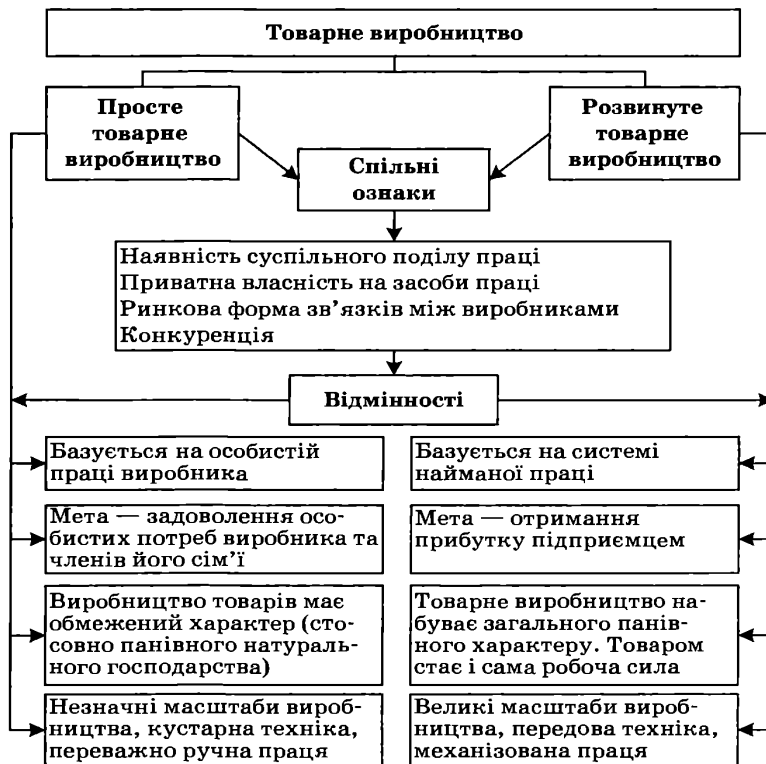 Товарне виробництво
Просте
товарне
виробництво
Розвинуте
товарне
виробництво
Спільні
ознаки
Наявність суспільного поділу праці
Приватна власність на засоби праці
Ринкова форма зв’язків між виробниками
Конкуренція
Відмінності
Базується на особистій
праці виробника
Базується на системі
найманої праці
Мета — задоволення осо-
бистих потреб виробника та
членів його сім’ї
Мета — отримання
прибутку підприємцем
Виробництво товарів має
обмежений характер (сто-
совно панівного натураль-
ного господарства)
Товарне виробництво на-
буває загального панів-
ного характеру. Товаром
стає і сама робоча сила
Незначні масштаби вироб-
ництва, кустарна техніка,
переважно ручна праця
Великі масштаби вироб-
ництва, передова техніка,
механізована праця